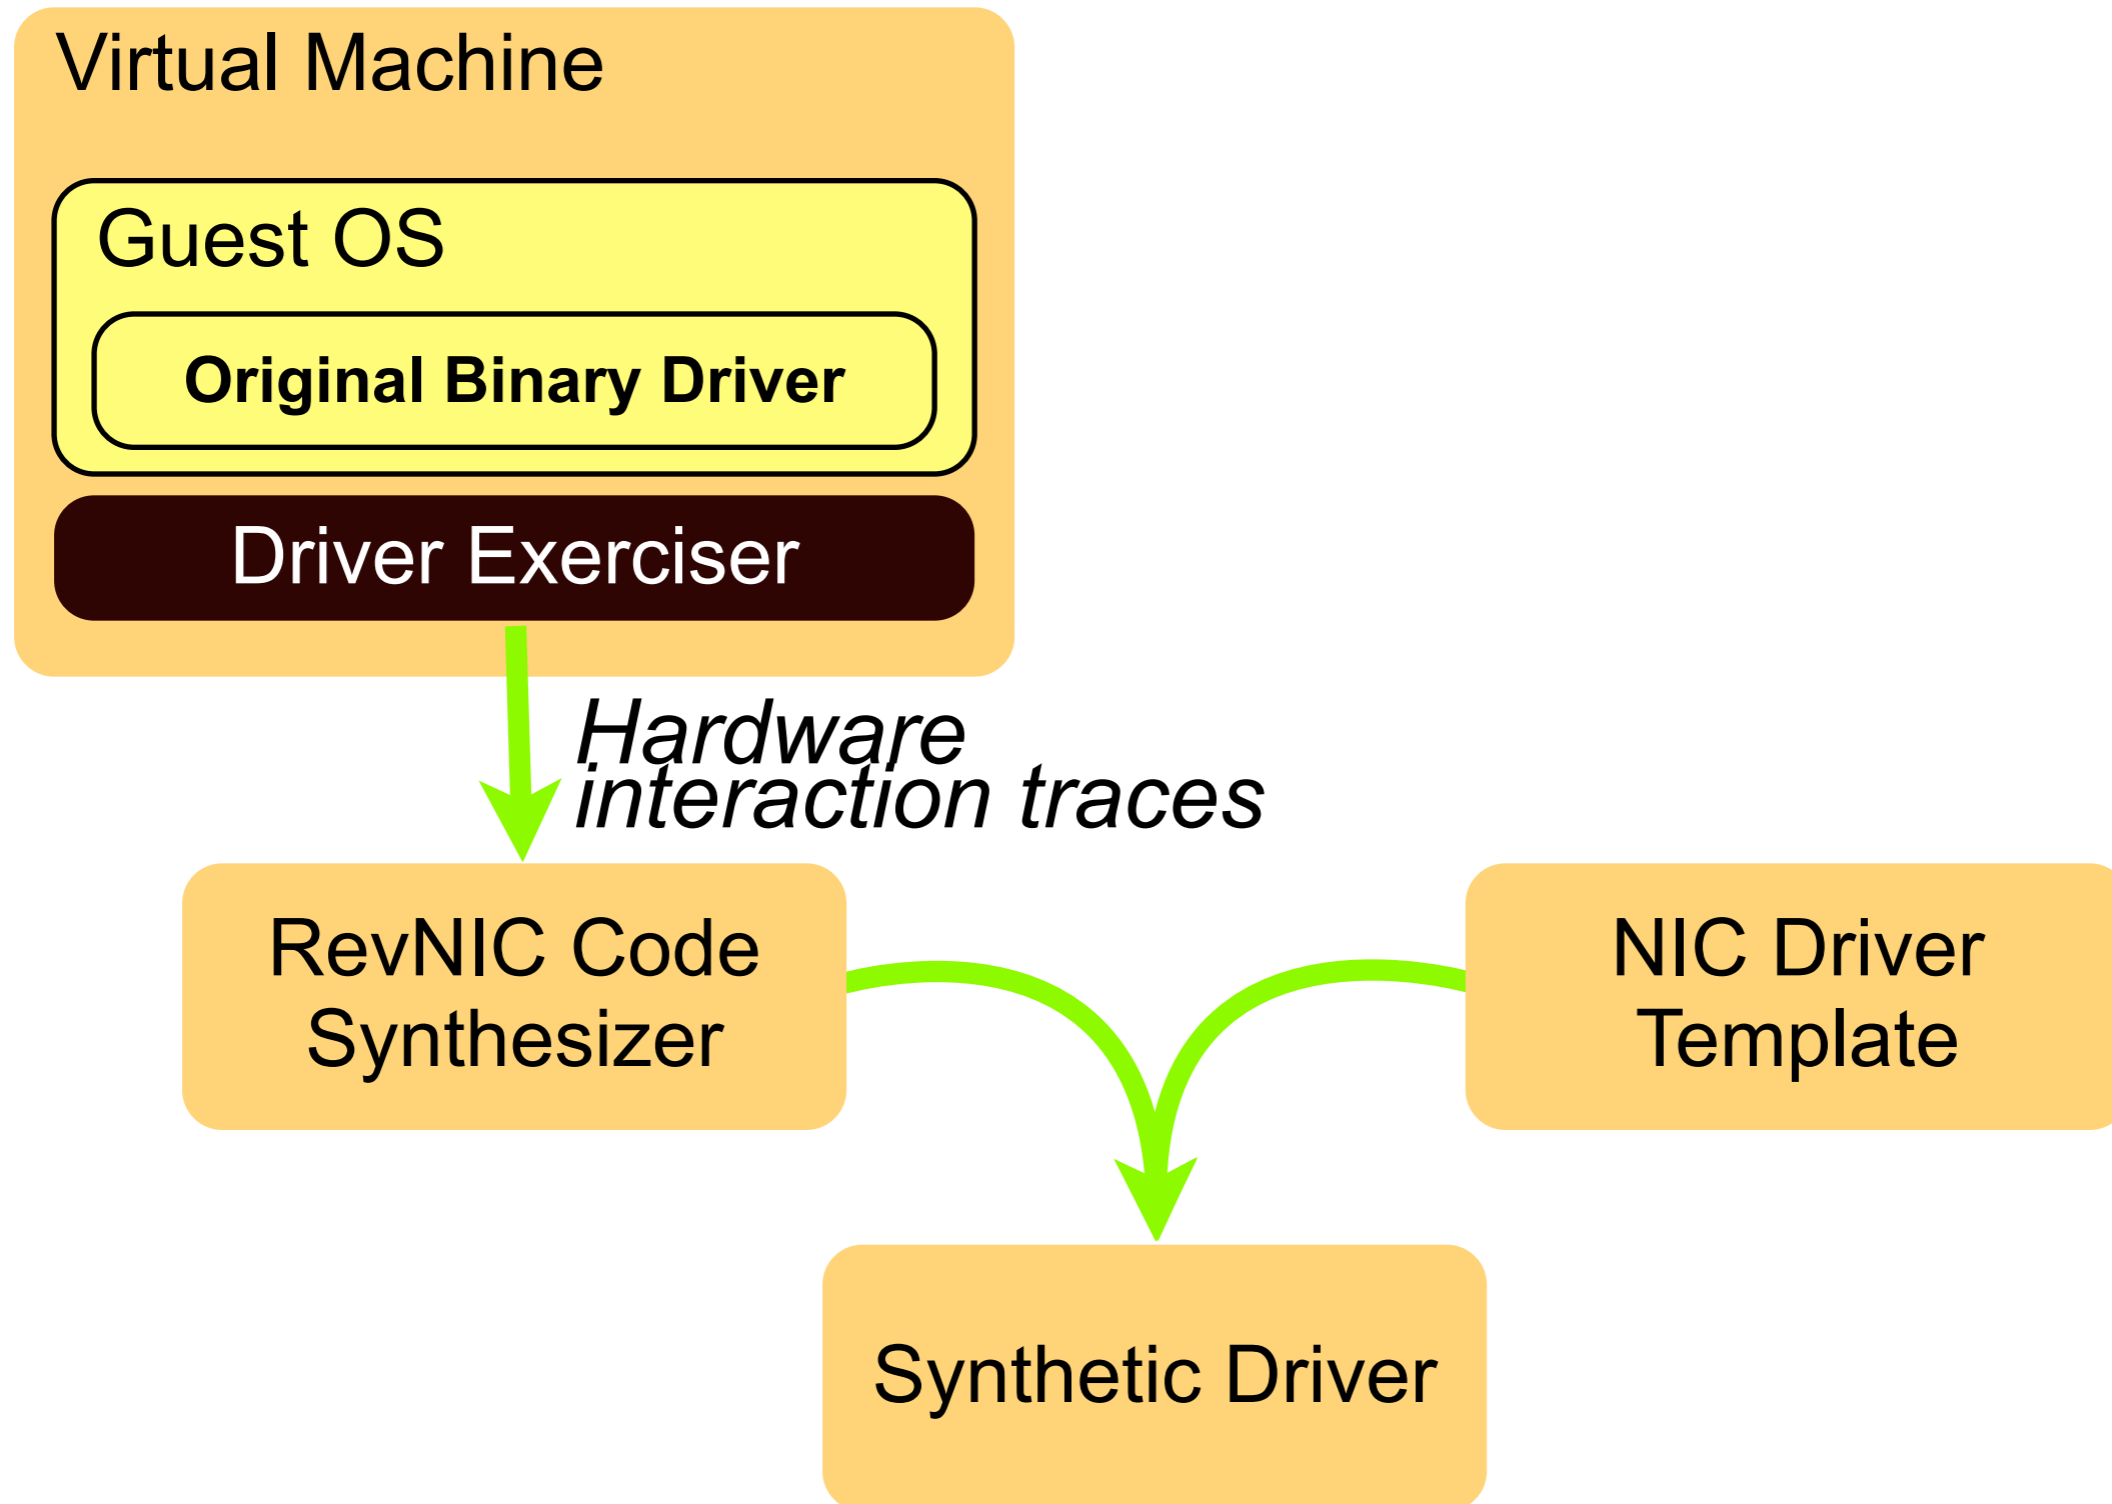 Virtual Machine
Guest OS
Original Binary Driver
Driver Exerciser
Hardware
interaction traces
RevNIC Code
Synthesizer
NIC Driver
Template
Synthetic Driver